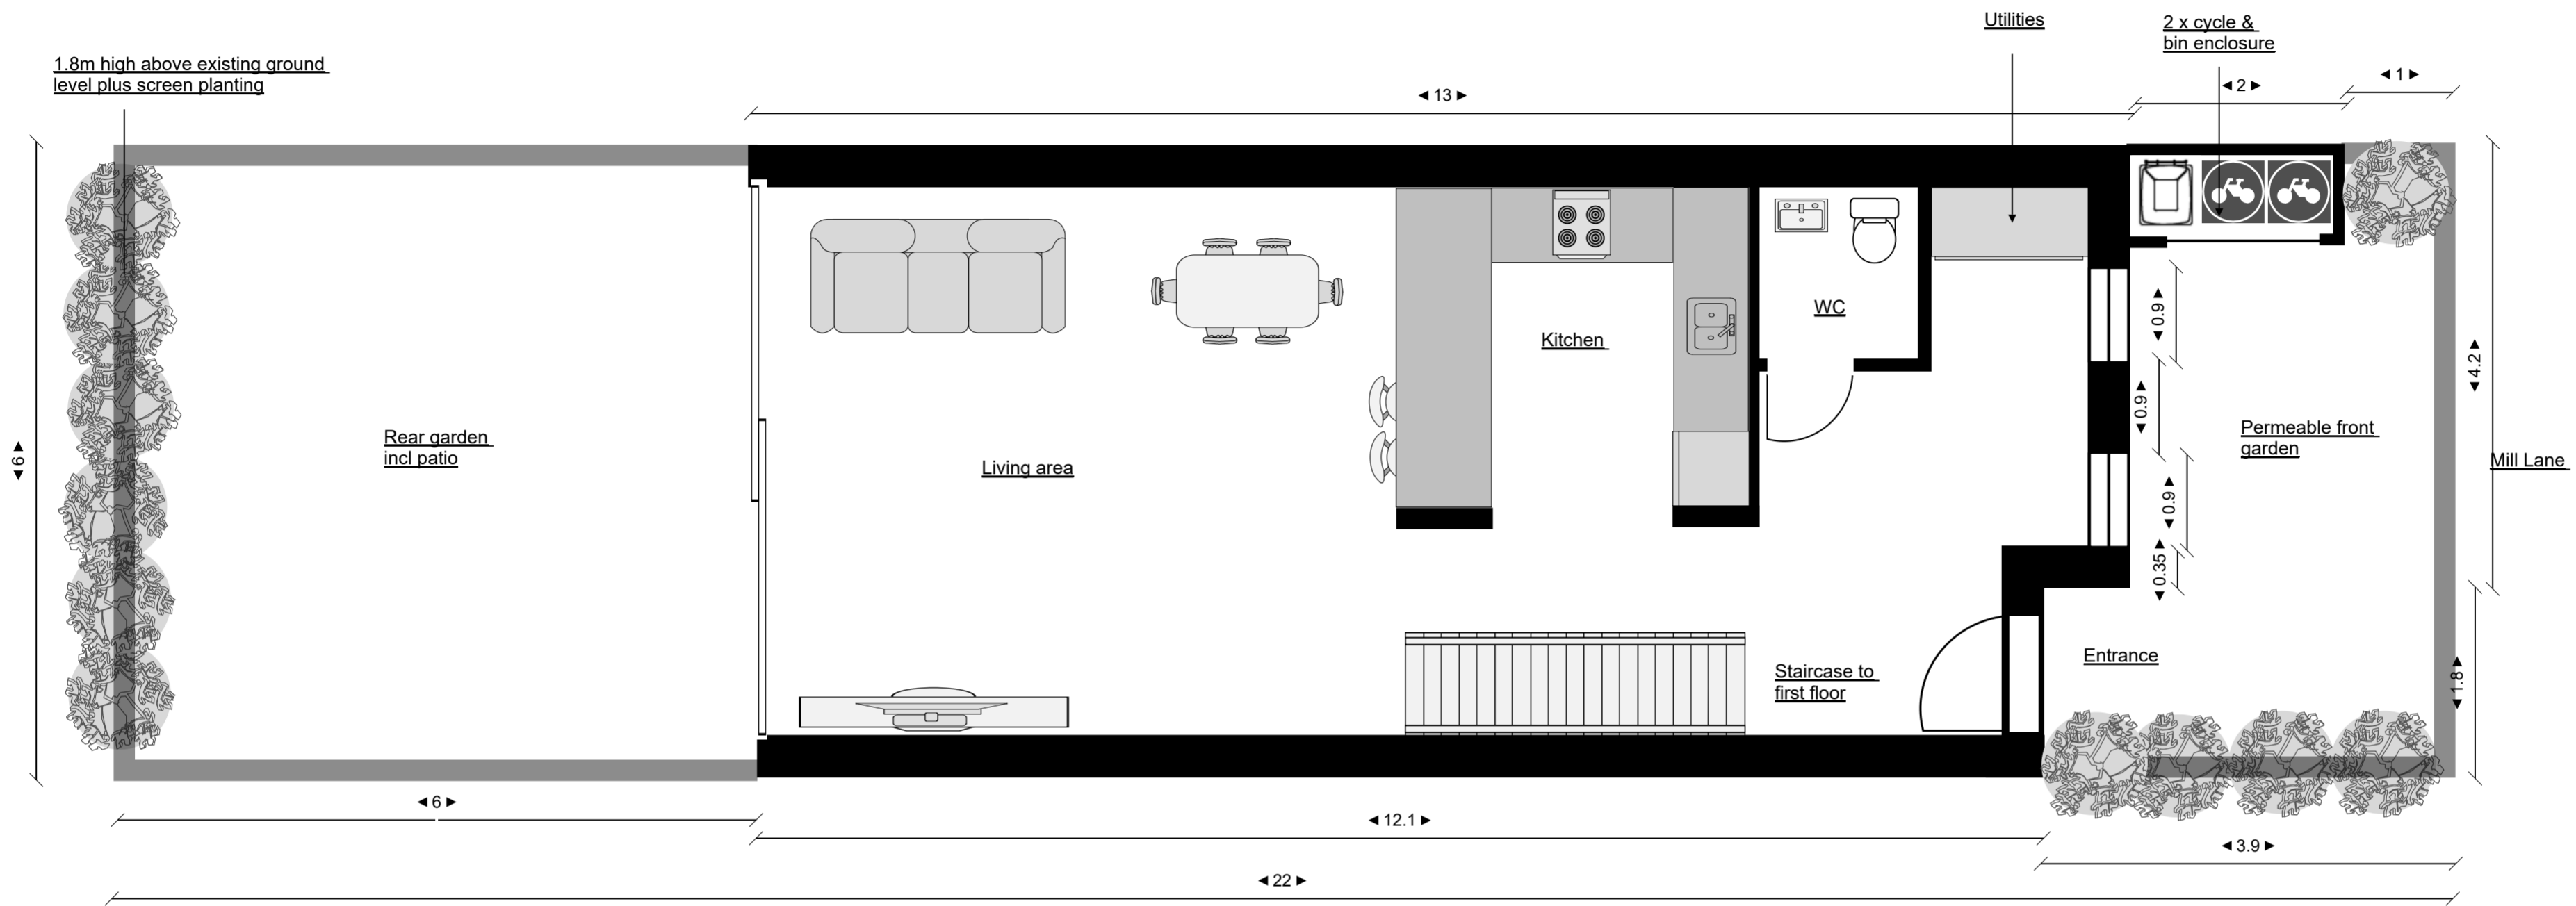 Utilities
2 x cycle &
bin enclosure
1.8m high above existing ground
level plus screen planting
1
2
13
0.9
WC
Kitchen
4.2
0.9
Permeable front
garden
Rear garden
incl patio
6
Living area
Mill Lane
0.9
0.35
Entrance
Staircase to
first floor
1.8
6
12.1
3.9
22